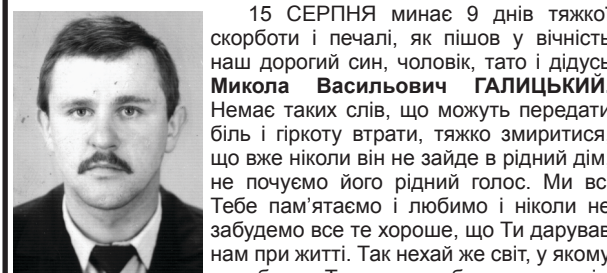 15 СЕРПНЯ минає 9 днів тяжкої
скорботи і печалі, як пішов у вічність
наш дорогий син, чоловік, тато і дідусь
Микола Васильович ГАЛИЦЬКИЙ.
Немає таких слів, що можуть передати
біль і гіркоту втрати, тяжко змиритися,
що вже ніколи він не зайде в рідний дім,
не почуємо його рідний голос. Ми всі
Тебе пам’ятаємо і любимо і ніколи не
забудемо все те хороше, що Ти дарував
нам при житті. Так нехай же світ, у якому